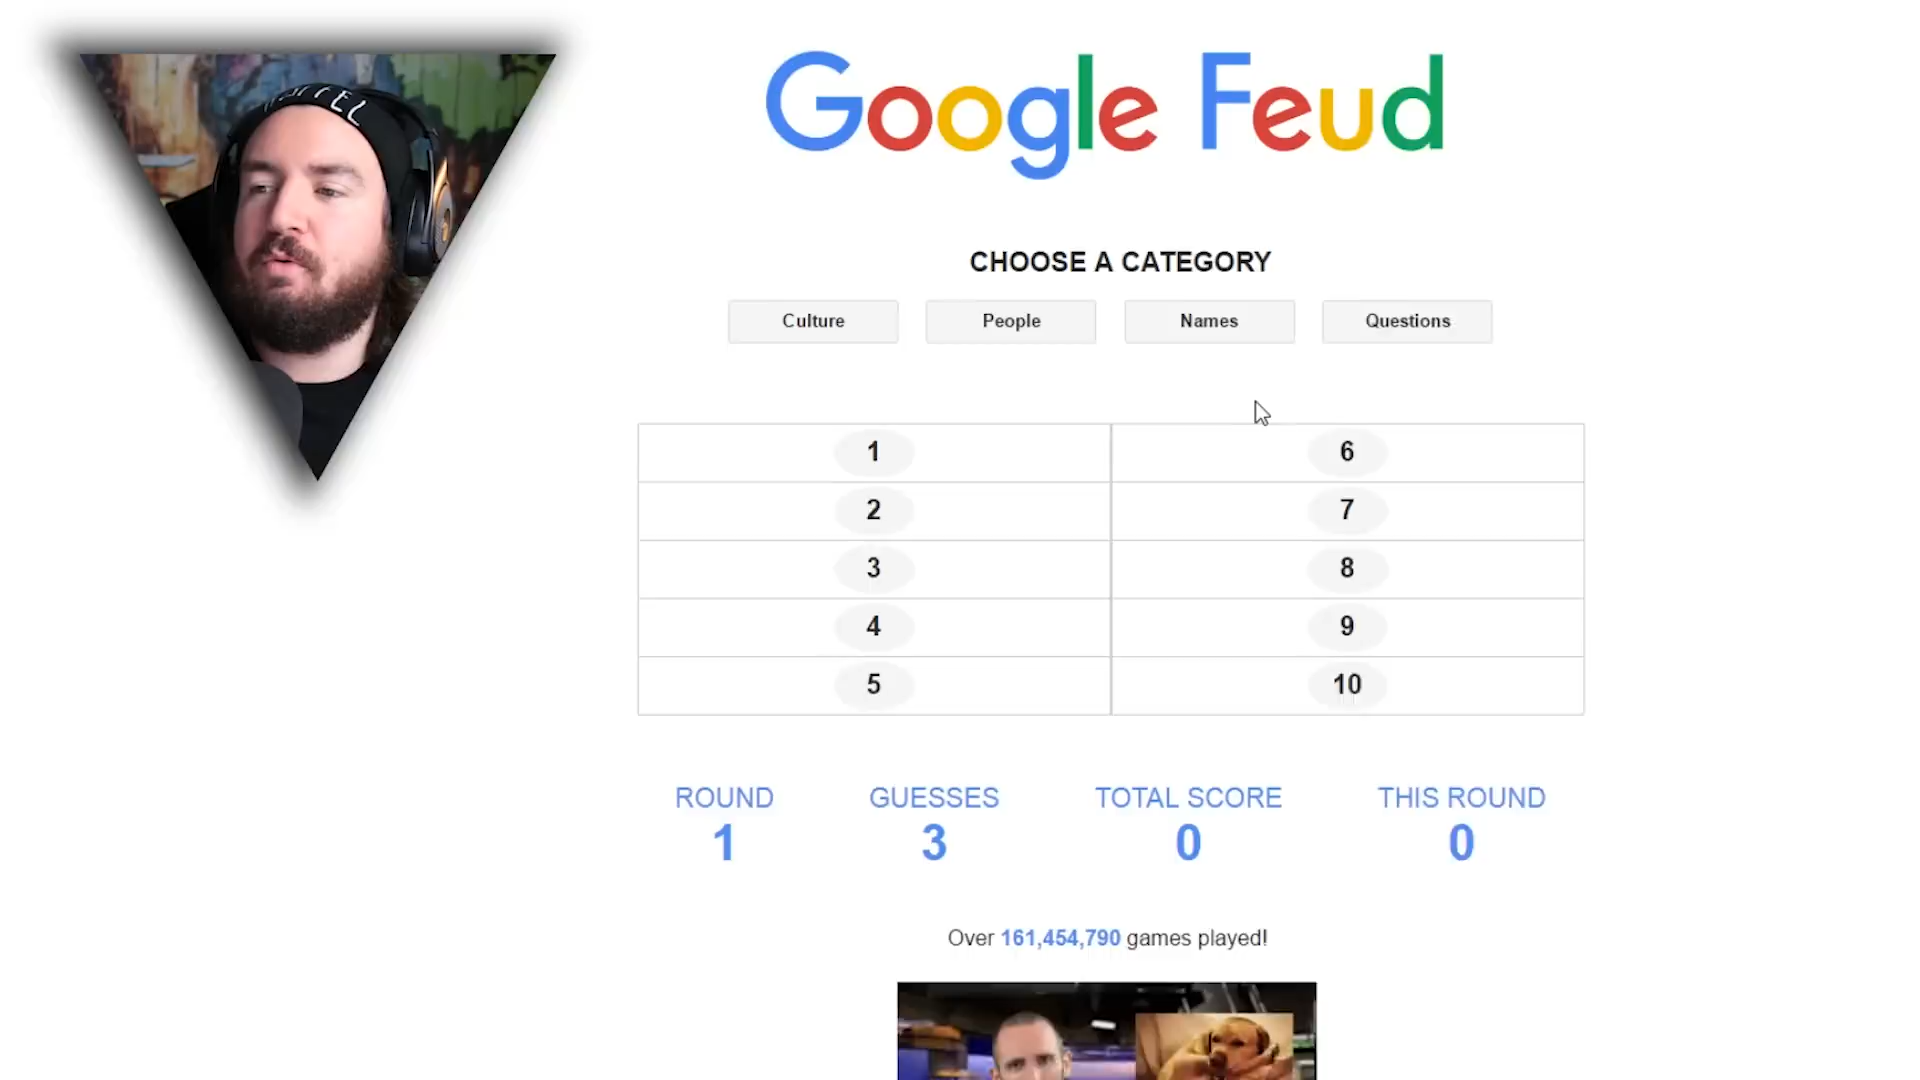 Google Feud
CHOOSE A CATEGORY
Culture People Names Questions
1 6
2 7
3 8
4 9
5 10
ROUND GUESSES TOTAL SCORE THIS ROUND
1 3 0 0
Over 161,454,790 games played!